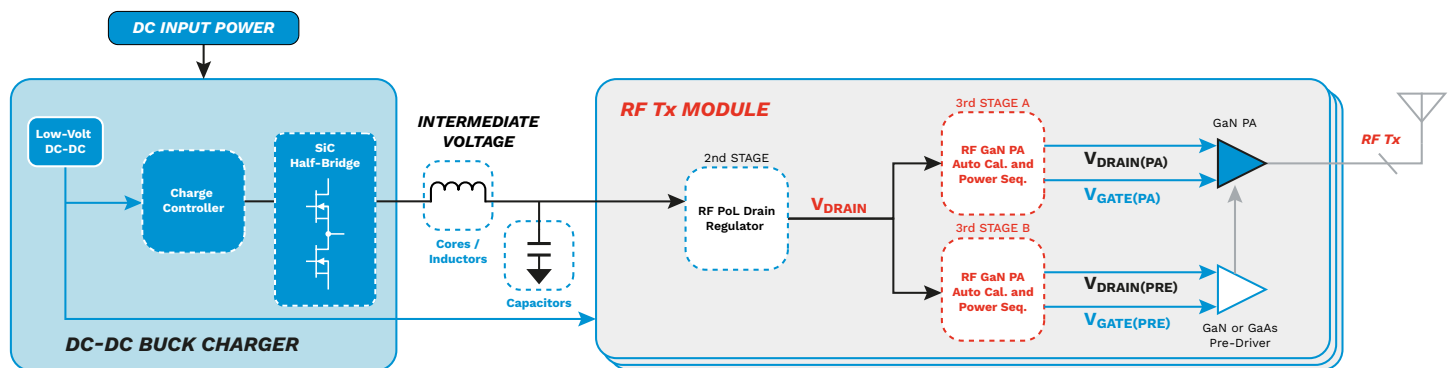 DC INPUT POWER
Low-Volt
DC-DC
Charge
Controller
SiC
Half-Bridge
DC-DC BUCK CHARGER
INTERMEDIATE
VOLTAGE
Cores /
Inductors
Capacitors
RF Tx MODULE
2nd STAGE
RF PoL Drain
Regulator
VDRAIN
3rd STAGE A
RF GaN PA
Auto Cal. and
Power Seq.
VDRAIN(PA)
VGATE(PA)
GaN PA
3rd STAGE B
RF GaN PA
Auto Cal. and
Power Seq.
VDRAIN(PRE)
VGATE(PRE)
GaN or GaAs
Pre-Driver
RF Tx